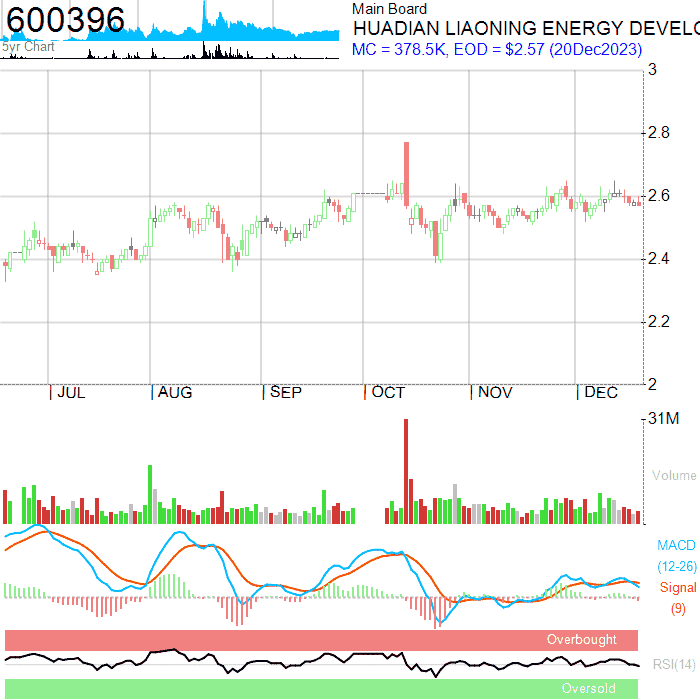 600396
5yr Chart
Main Board
HUADIAN LIAONING ENERGY DEVELO
MC = 378.5K, EOD = $2.57 (20Dec2023)
3
2.8
2.6
2.4
2.2
2
JUL
AUG
SEP
OCT
NOV
DEC
31M
Volume
MACD
(12-26)
Signal
(9)
Overbought
RSI(14)
Oversold